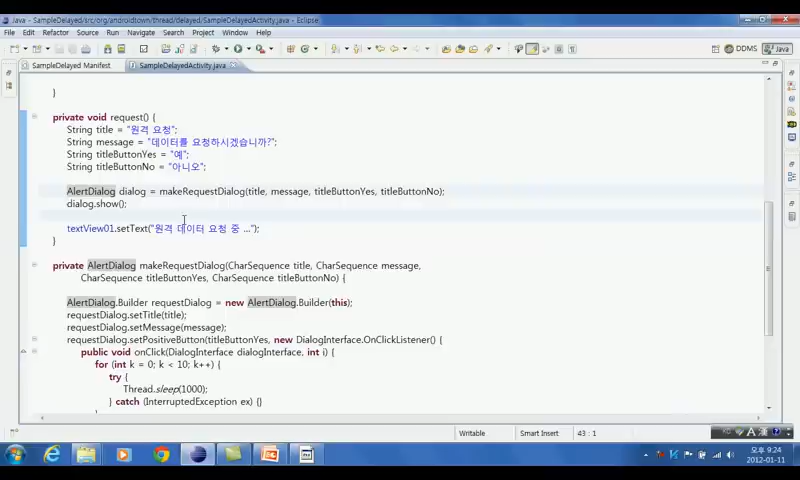 Java - SampleDelayed/src/org/androidtown/thread/delayed/SampleDelayedActivity.java - Eclipse
File Edit Refactor Source Navigate Search Project Run Window Help
DDMS Java
SampleDelayed Manifest SampleDelayedActivity.java
}
private void request() {
String title = "원격 요청";
String message = "데이터를 요청하시겠습니까?";
String titleButtonYes = "예";
String titleButtonNo = "아니오";
AlertDialog dialog = makeRequestDialog(title, message, titleButtonYes, titleButtonNo);
dialog.show();
textView01.setText("원격 데이터 요청 중 ...");
}
private AlertDialog makeRequestDialog(CharSequence title, CharSequence message,
CharSequence titleButtonYes, CharSequence titleButtonNo) {
AlertDialog.Builder requestDialog = new AlertDialog.Builder(this);
requestDialog.setTitle(title);
requestDialog.setMessage(message);
requestDialog.setPositiveButton(titleButtonYes, new DialogInterface.OnClickListener() {
public void onClick(DialogInterface dialogInterface, int i) {
for (int k = 0; k < 10; k++) {
try {
Thread.sleep(1000);
} catch (InterruptedException ex) {}
Writable Smart Insert 43 : 1
A 漢
오후 9:24
2012-01-11